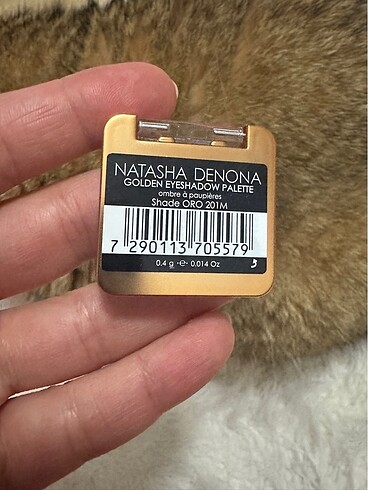 NATASHA DENONA
GOLDEN EYESHADOW PALETTE
ombre à paupières
Shade ORO 201M
7 290113 705579
0.4 g ℮ 0.014 Oz